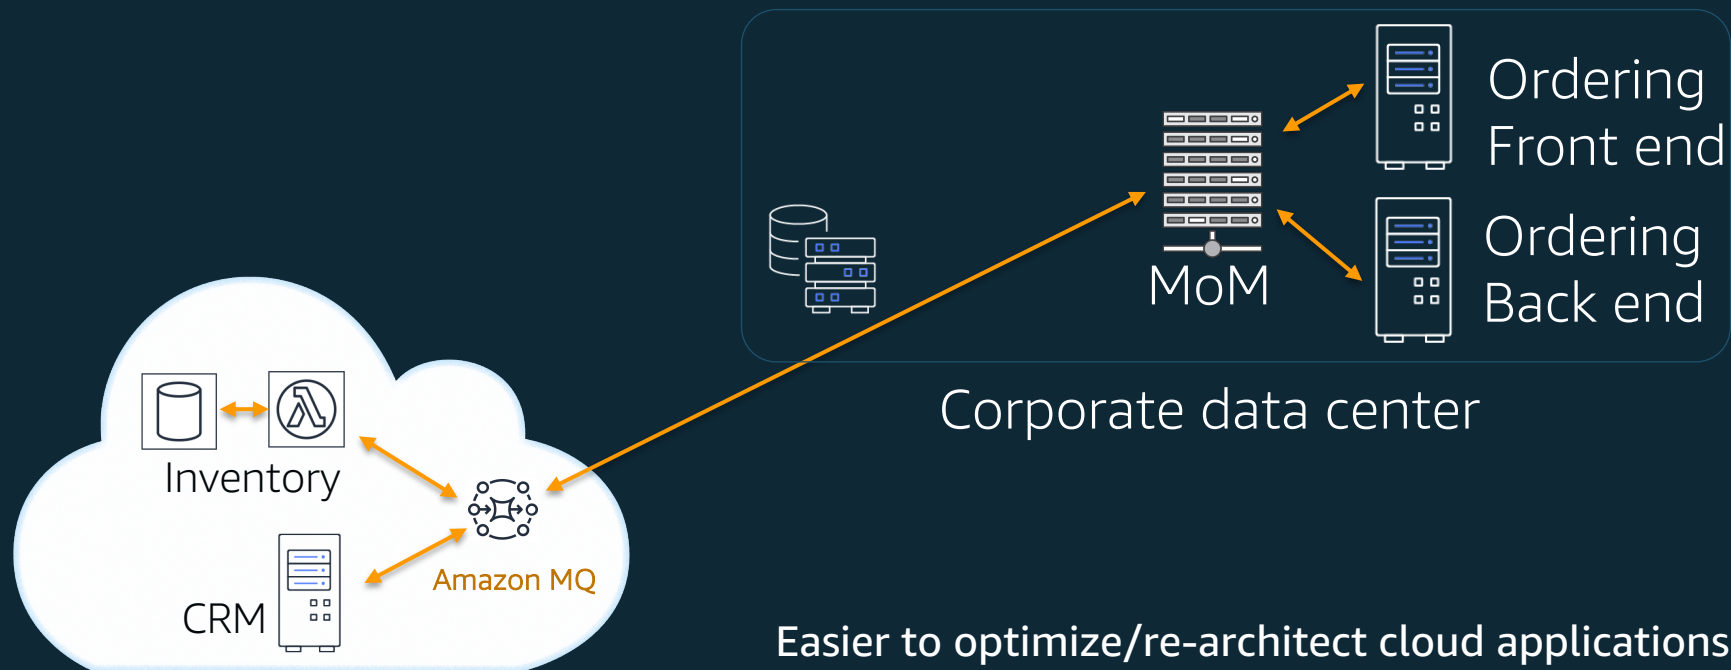 Ordering
Front end
MoM
Ordering
Back end
Corporate data center
Inventory
Amazon MQ
CRM
Easier to optimize/re-architect cloud applications